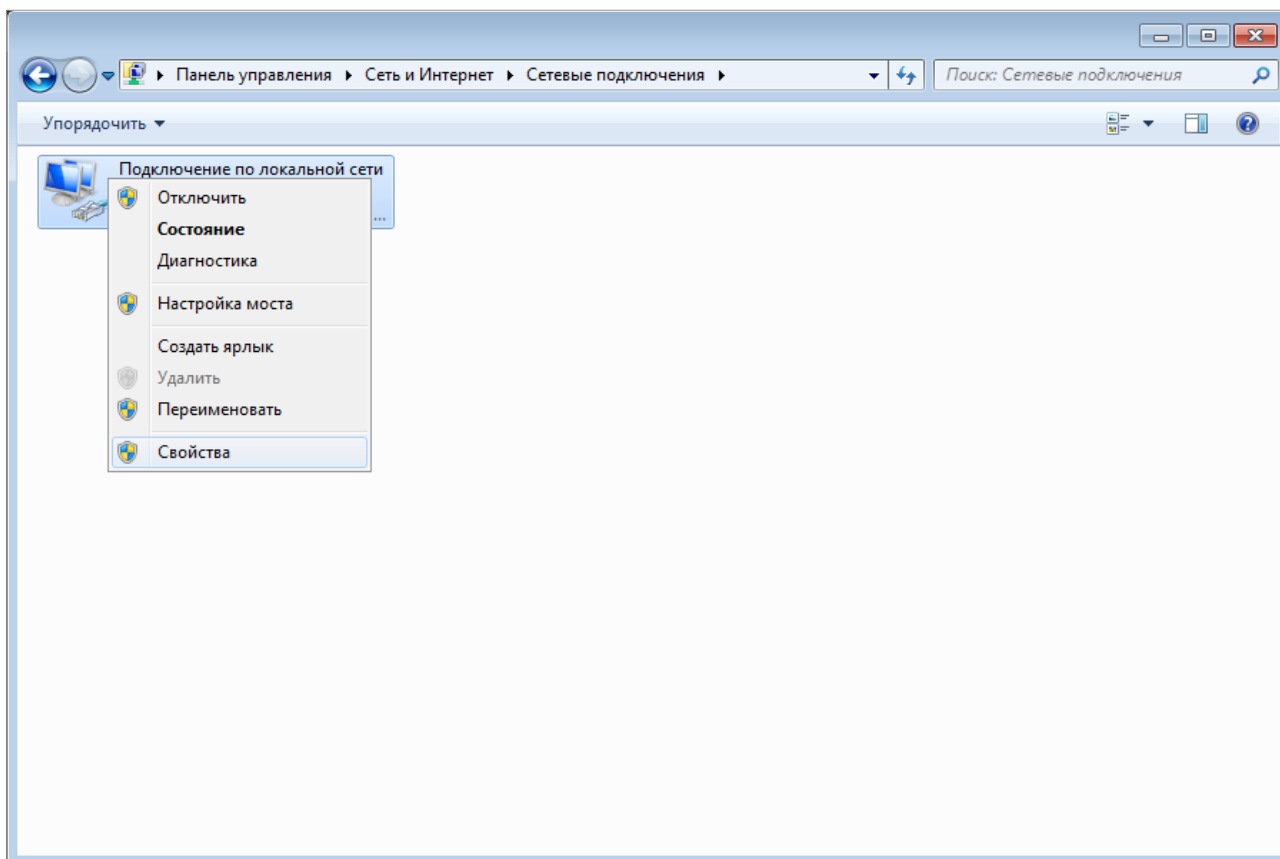 Панель управления ▸ Сеть и Интернет ▸ Сетевые подключения ▸
Поиск: Сетевые подключения
Упорядочить
Подключение по локальной сети
...
Отключить
Состояние
Диагностика
Настройка моста
Создать ярлык
Удалить
Переименовать
Свойства